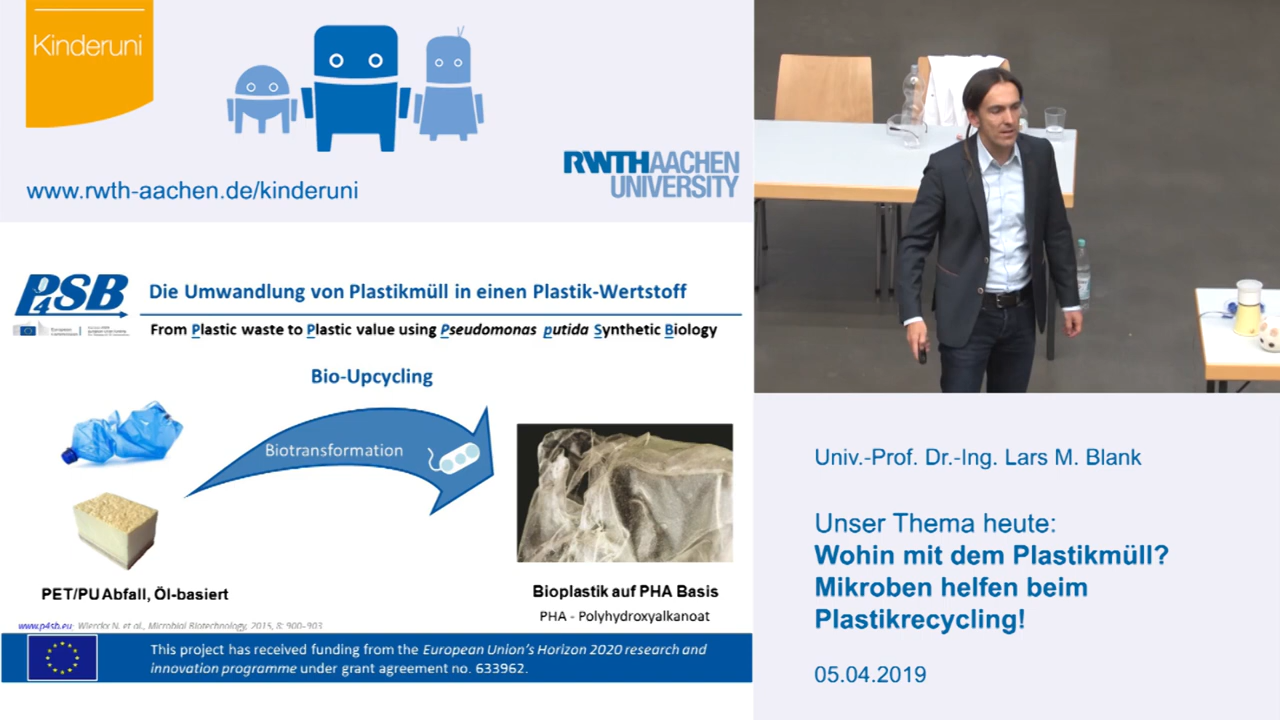 Kinderuni
www.rwth-aachen.de/kinderuni
RWTHAACHEN
UNIVERSITY
P4SB
Die Umwandlung von Plastikmüll in einen Plastik-Wertstoff
European
Commission
From Plastic waste to Plastic value using Pseudomonas putida Synthetic Biology
Bio-Upcycling
Biotransformation
PET/PU Abfall, Öl-basiert
Bioplastik auf PHA Basis
PHA - Polyhydroxyalkanoat
www.p4sb.eu; Wierckx N. et al., Microbial Biotechnology, 2015, 8: 900–903
This project has received funding from the European Union's Horizon 2020 research and
innovation programme under grant agreement no. 633962.
Univ.-Prof. Dr.-Ing. Lars M. Blank
Unser Thema heute:
Wohin mit dem Plastikmüll?
Mikroben helfen beim
Plastikrecycling!
05.04.2019